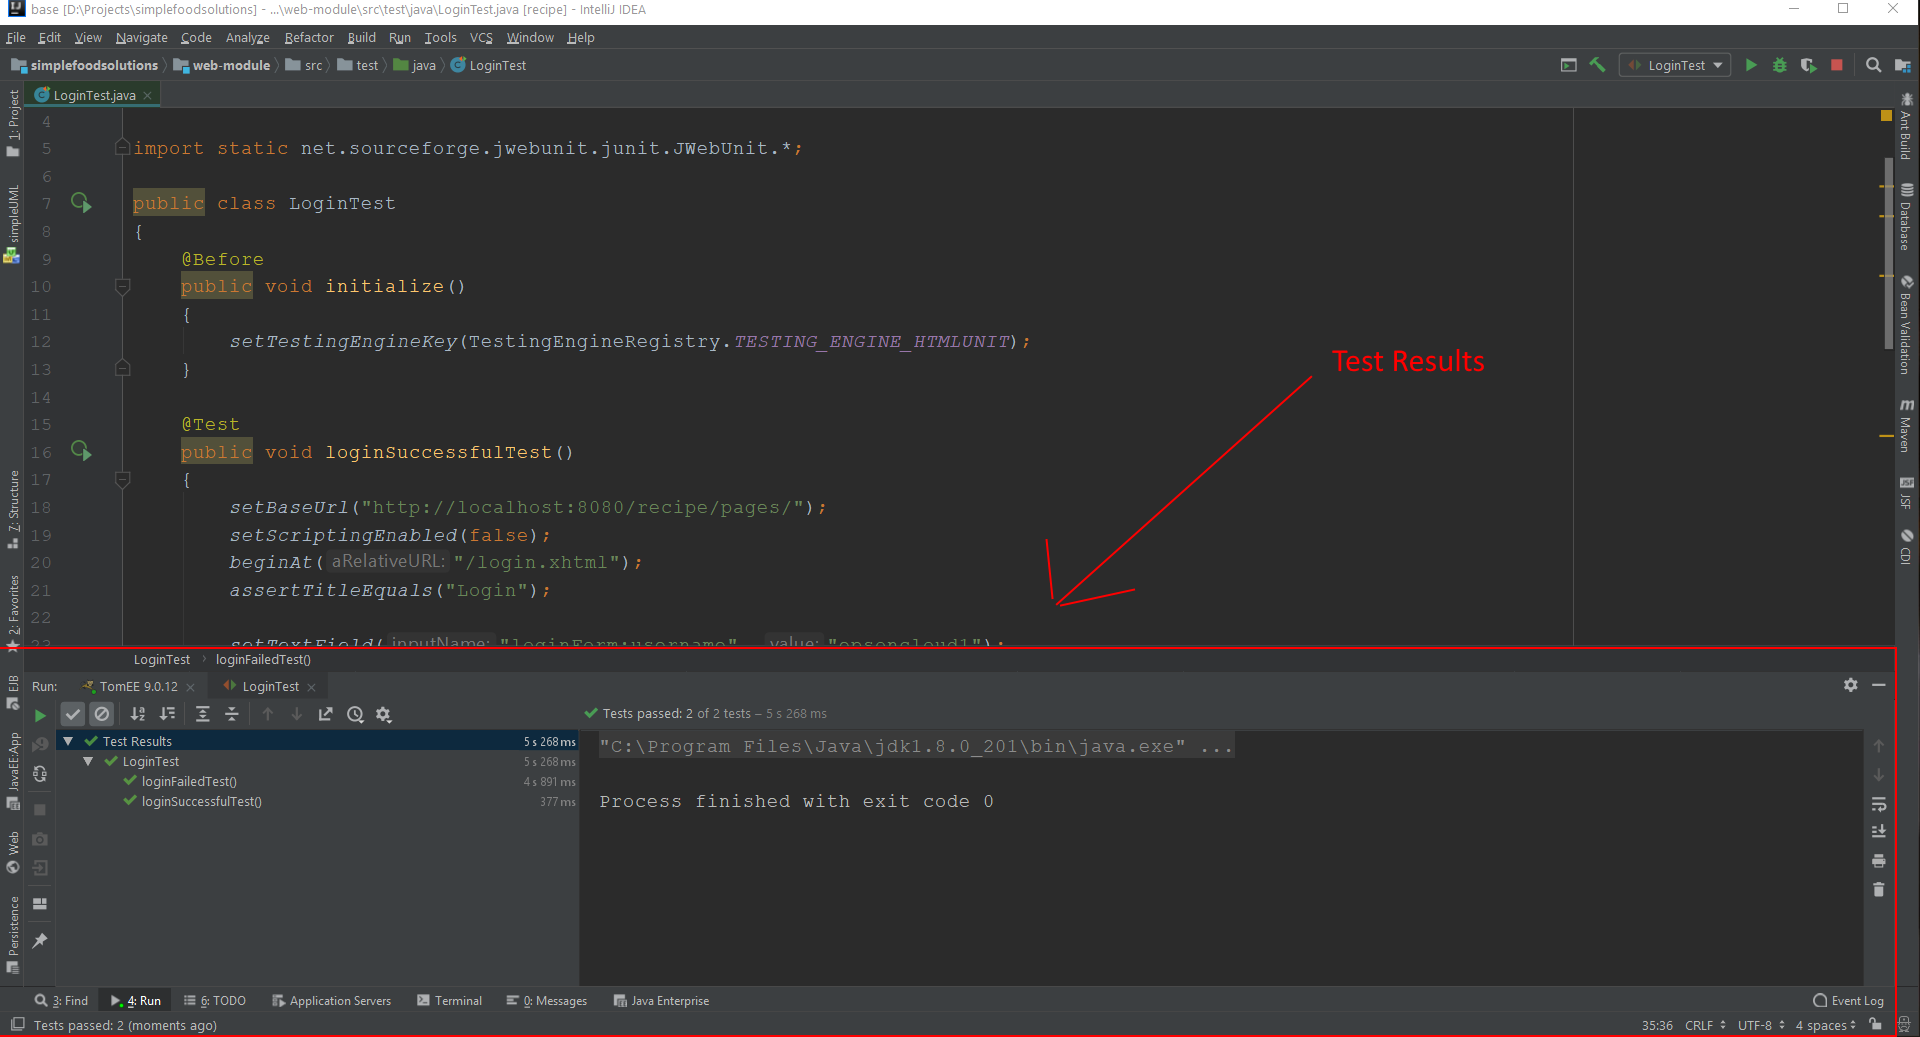 base [D:\Projects\simplefoodsolutions] - ...\web-module\src\test\java\LoginTest.java [recipe] - IntelliJ IDEA
File Edit View Navigate Code Analyze Refactor Build Run Tools VCS Window Help
simplefoodsolutions web-module src test java LoginTest
LoginTest
LoginTest.java
1: Project
simpleUML
7: Structure
2: Favorites
EJB
JavaEE:App
Web
Persistence
4
5 import static net.sourceforge.jwebunit.junit.JWebUnit.*;
6
7 public class LoginTest
8 {
9 @Before
10 public void initialize()
11 {
12 setTestingEngineKey(TestingEngineRegistry.TESTING_ENGINE_HTMLUNIT);
13 }
14
15 @Test
16 public void loginSuccessfulTest()
17 {
18 setBaseUrl("http://localhost:8080/recipe/pages/");
19 setScriptingEnabled(false);
20 beginAt( aRelativeURL: "/login.xhtml");
21 assertTitleEquals("Login");
22
23 setTextField( inputName: "loginForm:username", value: "opsoncloud1");
Test Results
Ant Build
Database
Bean Validation
Maven
JSF
CDI
LoginTest loginFailedTest()
Run: TomEE 9.0.12 LoginTest
Tests passed: 2 of 2 tests – 5 s 268 ms
Test Results 5 s 268 ms
LoginTest 5 s 268 ms
loginFailedTest() 4 s 891 ms
loginSuccessfulTest() 377 ms
"C:\Program Files\Java\jdk1.8.0_201\bin\java.exe" ...
Process finished with exit code 0
3: Find 4: Run 6: TODO Application Servers Terminal 0: Messages Java Enterprise Event Log
Tests passed: 2 (moments ago) 35:36 CRLF UTF-8 4 spaces